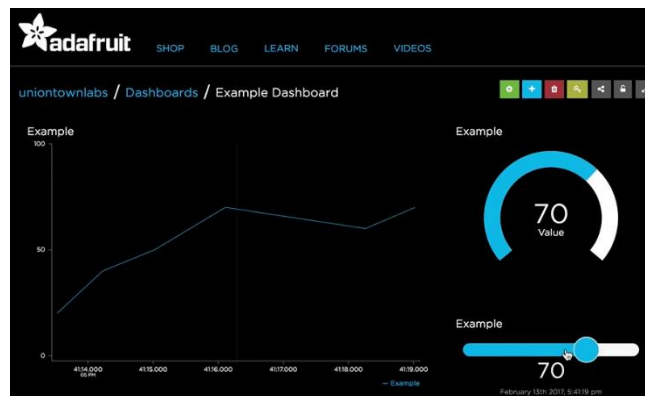 adafruit SHOP BLOG LEARN FORUMS VIDEOS
uniontownlabs / Dashboards / Example Dashboard
Example
100
50
0
41:14.000 41:15.000 41:16.000 41:17.000 41:18.000 41:19.000
05 PM
Example
Example
70
Value
Example
70
February 13th 2017, 5:41:19 pm